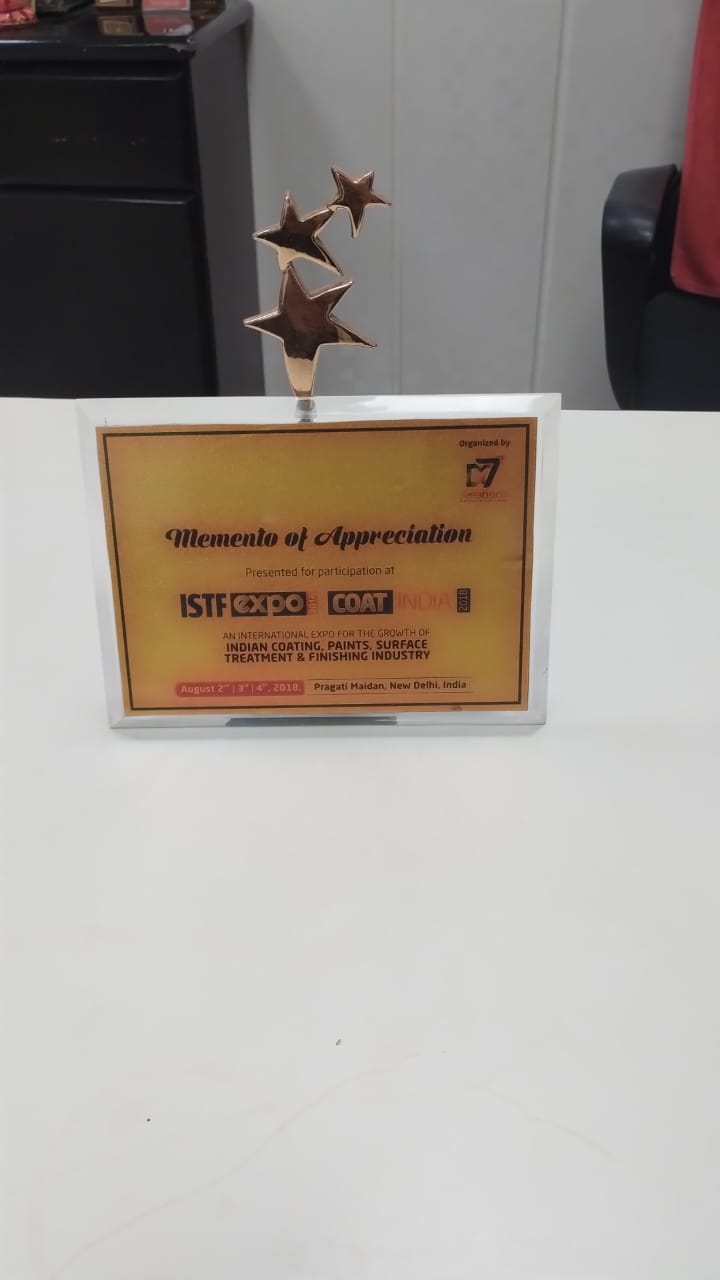 Organized by
Memento of Appreciation
Presented for participation at
ISTF expo COAT INDIA 2018
AN INTERNATIONAL EXPO FOR THE GROWTH OF
INDIAN COATING, PAINTS, SURFACE
TREATMENT & FINISHING INDUSTRY
August 2nd | 3rd | 4th, 2018, Pragati Maidan, New Delhi, India